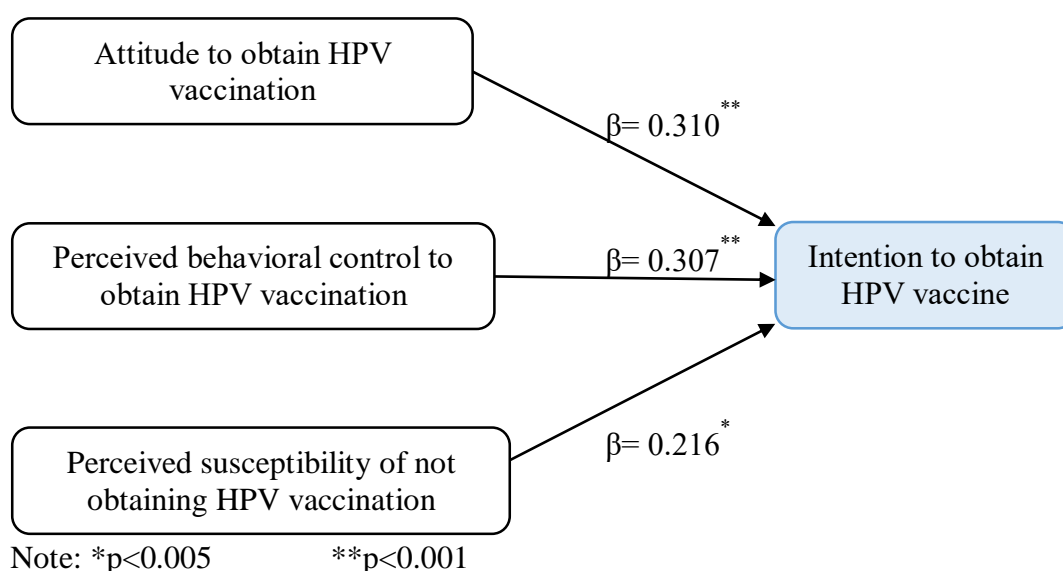 Attitude to obtain HPV
vaccination
β= 0.310**
Perceived behavioral control to
obtain HPV vaccination
β= 0.307**
Intention to obtain
HPV vaccine
Perceived susceptibility of not
obtaining HPV vaccination
β= 0.216*
Note: *p<0.005 **p<0.001